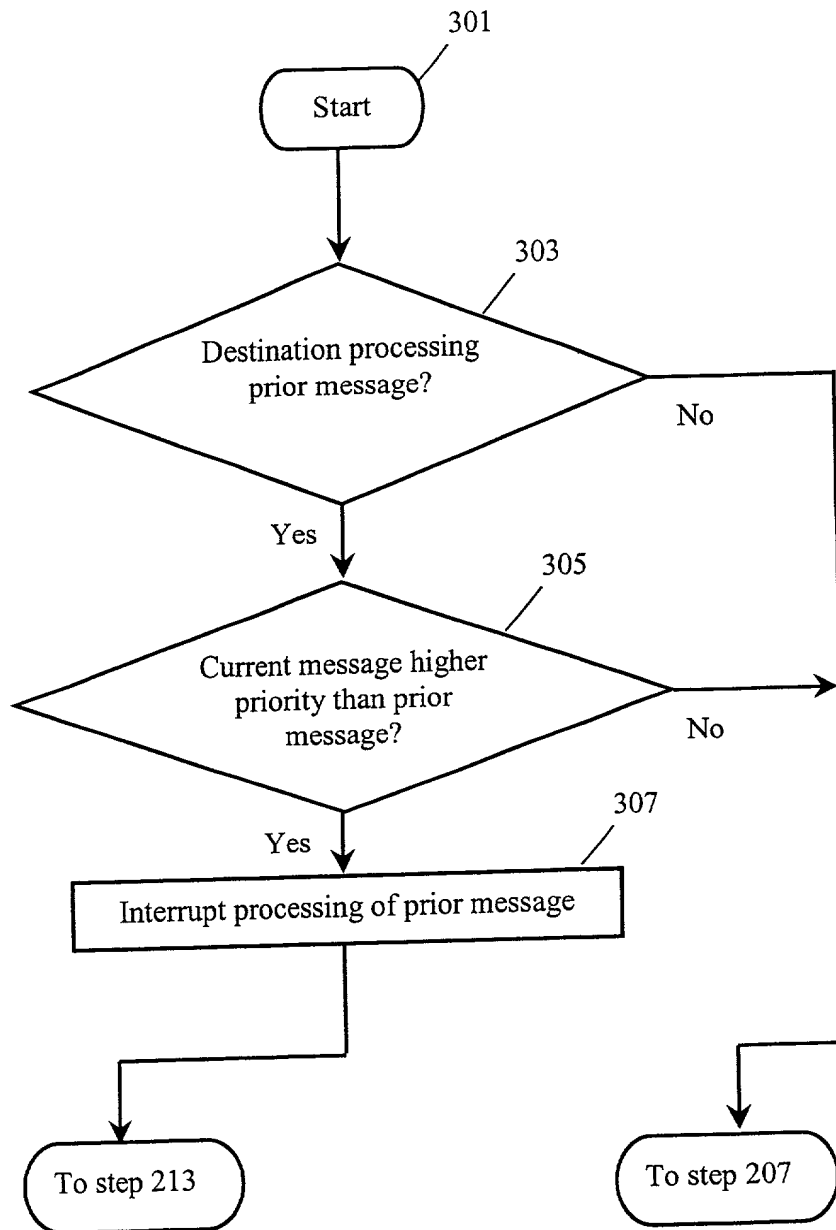 301
Start
303
Destination processing
prior message?
No
Yes
305
Current message higher
priority than prior
message?
No
Yes
307
Interrupt processing of prior message
To step 213
To step 207